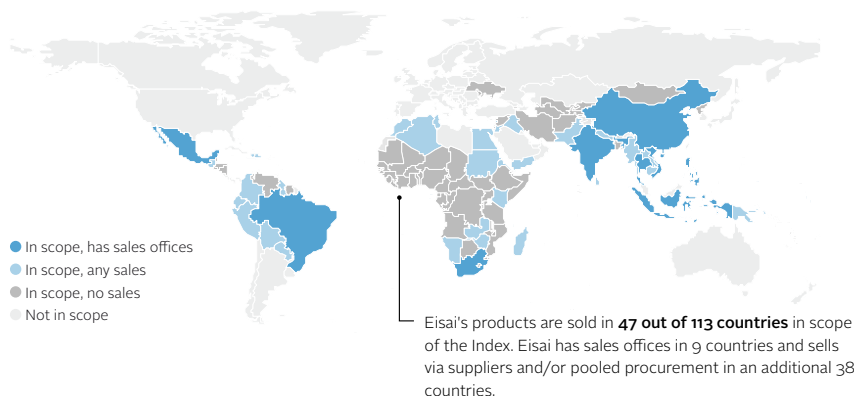 In scope, has sales offices
In scope, any sales
In scope, no sales
Not in scope
Eisai's products are sold in 47 out of 113 countries in scope
of the Index. Eisai has sales offices in 9 countries and sells
via suppliers and/or pooled procurement in an additional 38
countries.